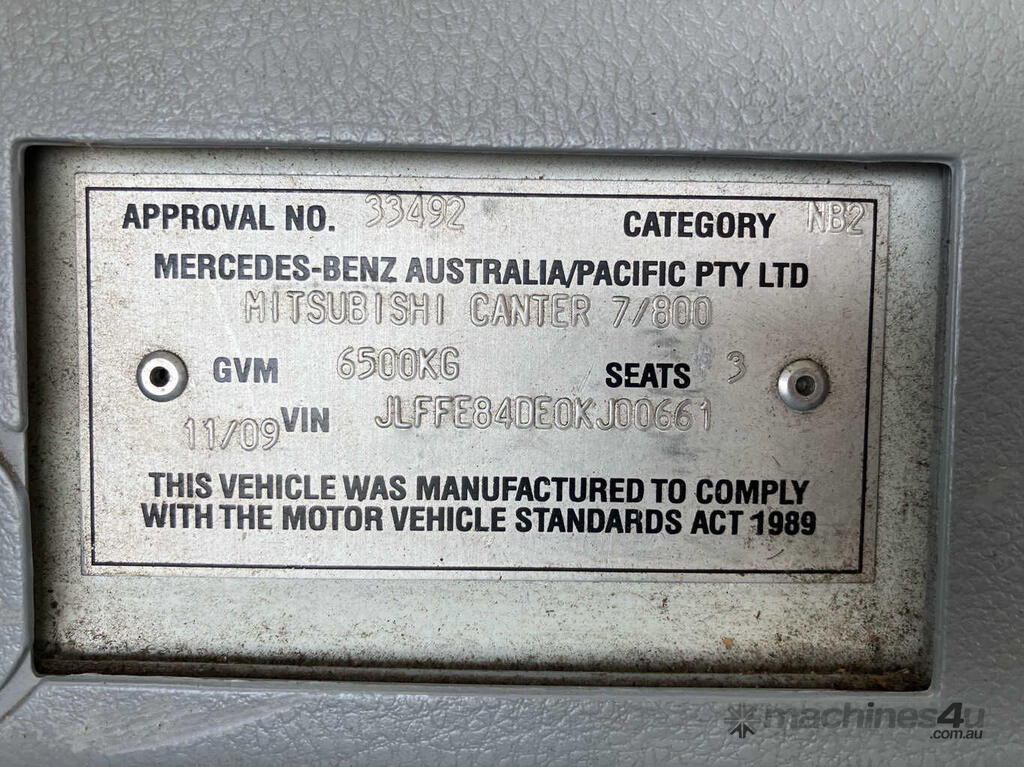 APPROVAL NO. 33492 CATEGORY NB2
MERCEDES-BENZ AUSTRALIA/PACIFIC PTY LTD
MITSUBISHI CANTER 7/800
GVM 6500KG SEATS 3
11/09 VIN JLFFE84DE0KJ00661
THIS VEHICLE WAS MANUFACTURED TO COMPLY
WITH THE MOTOR VEHICLE STANDARDS ACT 1989
machines4u
.com.au